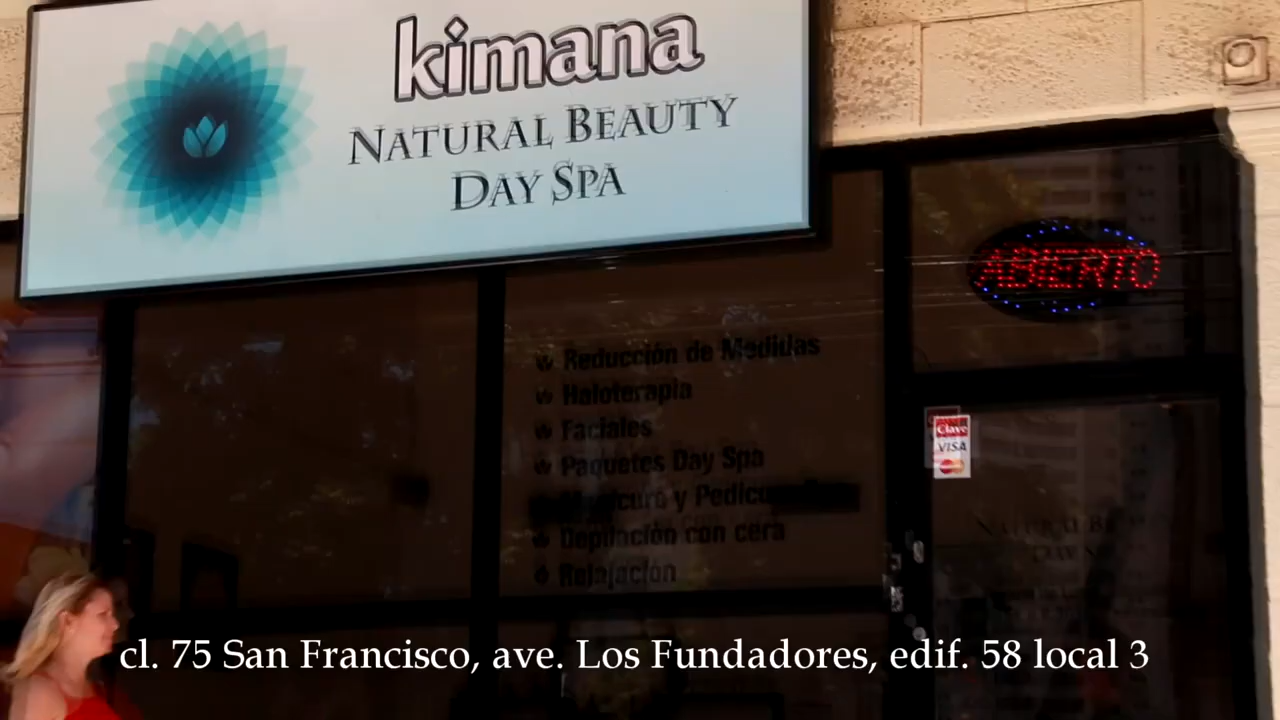 kimana
NATURAL BEAUTY
DAY SPA
ABIERTO
Reducción de Medidas
Haloterapia
Faciales
Paquetes Day Spa
y Pedicu
Depilación con cera
Relajación
Clave
VISA
cl. 75 San Francisco, ave. Los Fundadores, edif. 58 local 3